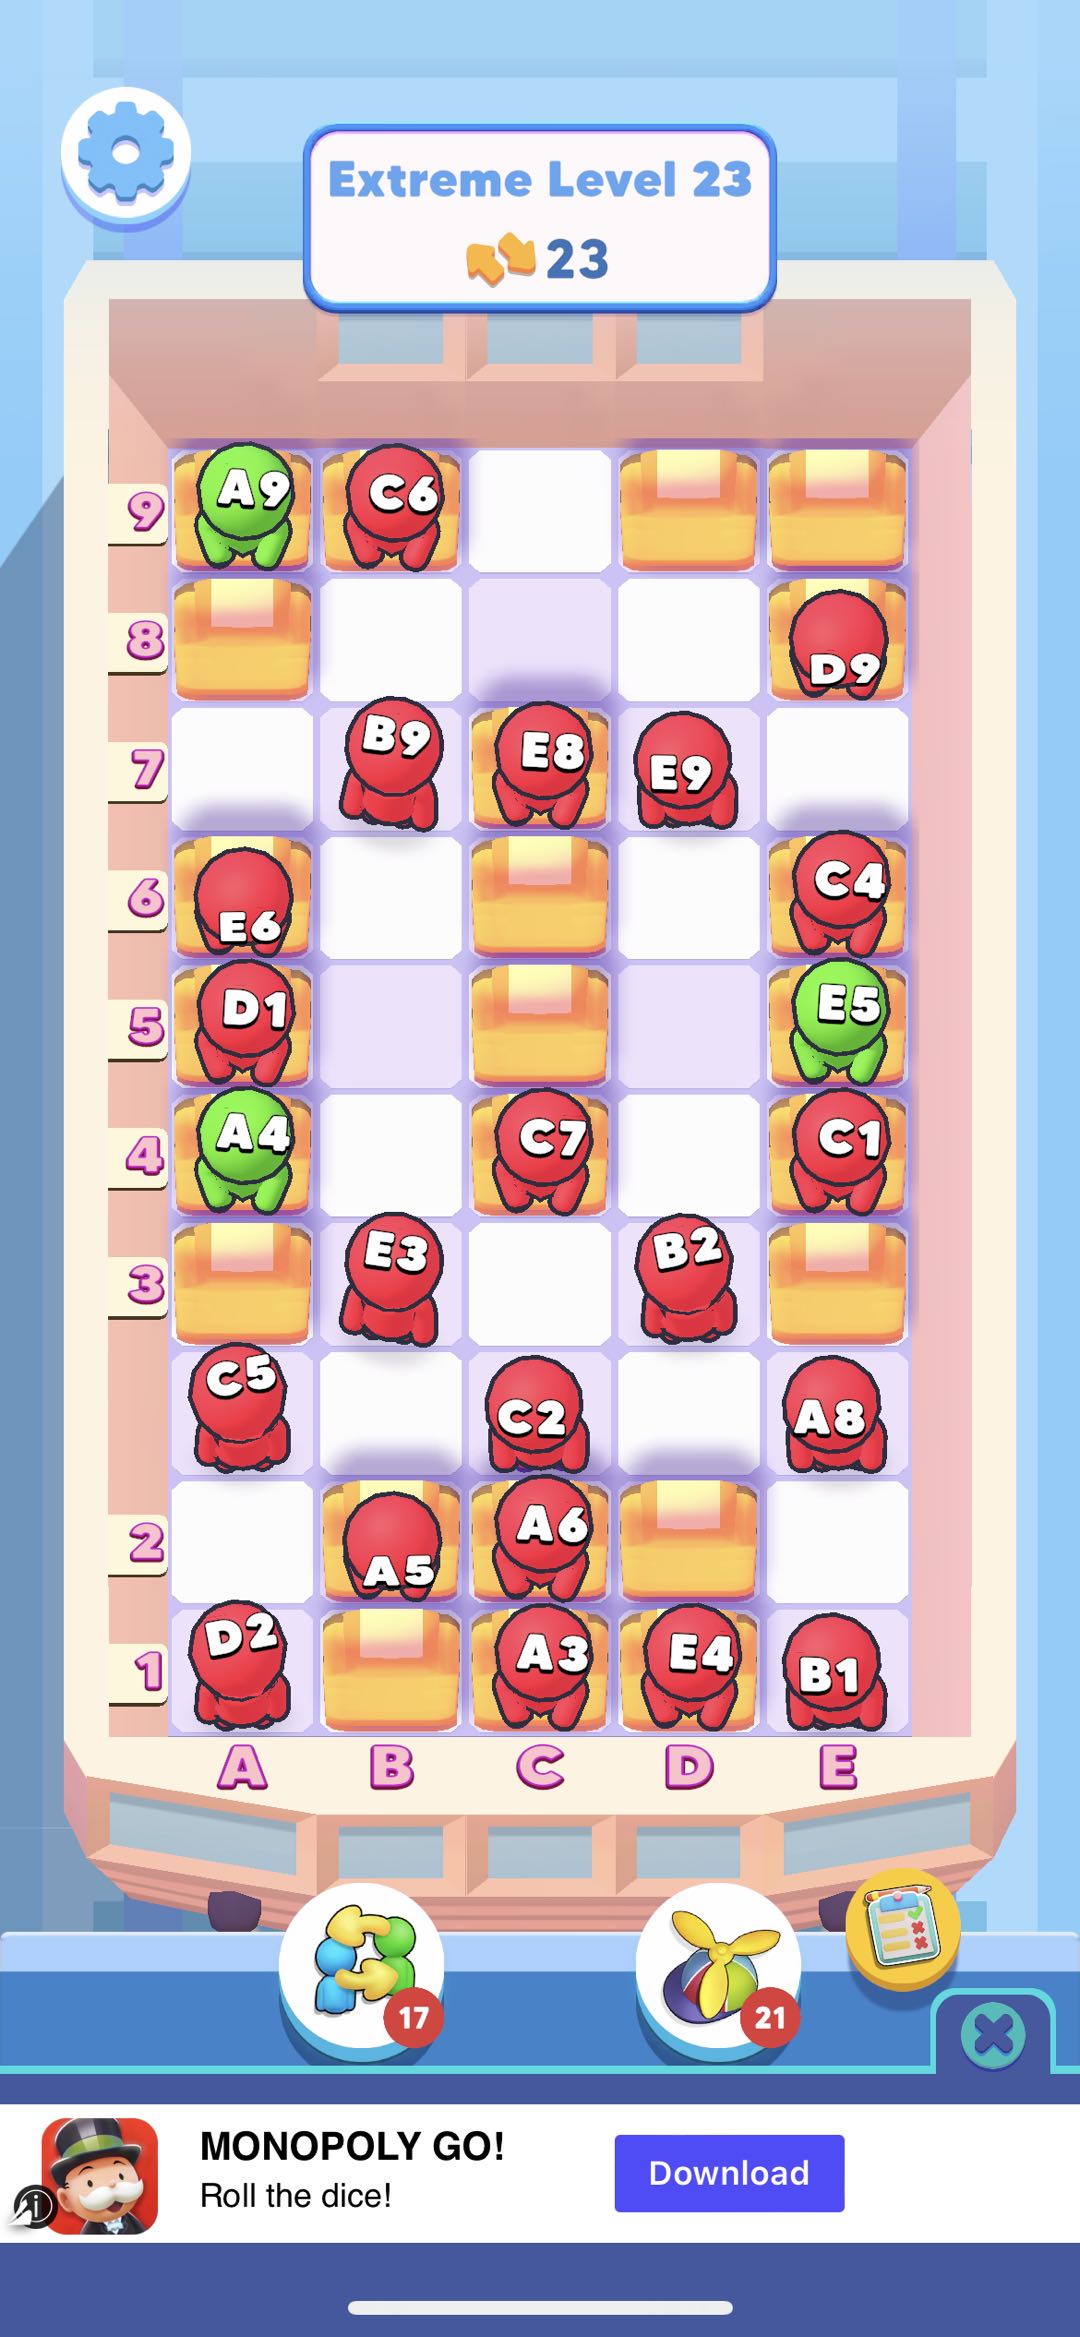 Extreme Level 23
23
9 A9 C6
8 D9
7 B9 E8 E9
6 E6 C4
5 D1 E5
4 A4 C7 C1
3 E3 B2
C5 C2 A8
2 A5 A6
1 D2 A3 E4 B1
A B C D E
17 21
MONOPOLY GO!
Roll the dice!
Download
i